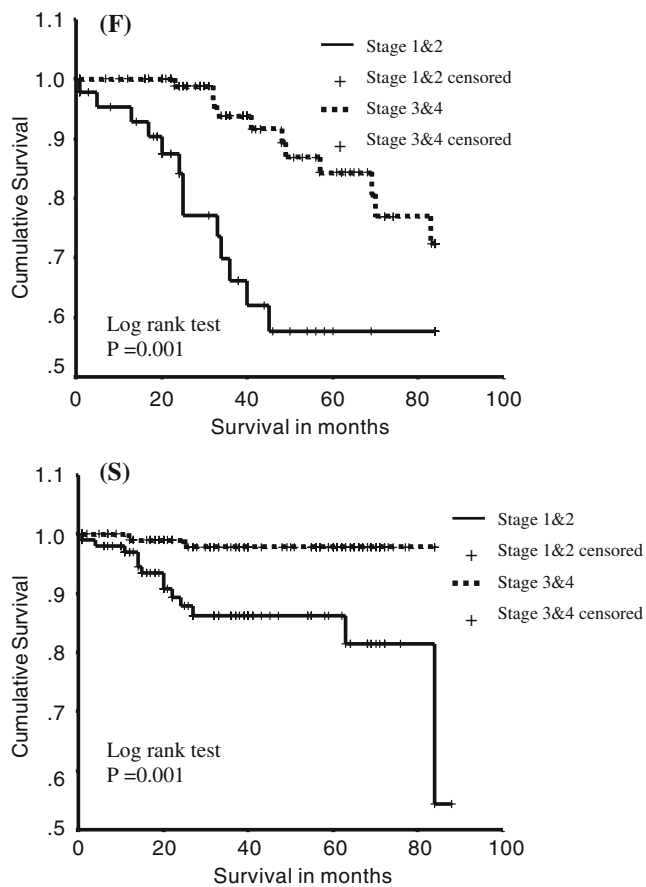 (F)
Stage 1&2
Stage 1&2 censored
Stage 3&4
Stage 3&4 censored
1.1
1.0
.9
.8
.7
.6
.5
Cumulative Survival
Log rank test
P =0.001
0 20 40 60 80 100
Survival in months
(S)
Stage 1&2
Stage 1&2 censored
Stage 3&4
Stage 3&4 censored
1.1
1.0
.9
.8
.7
.6
.5
Cumulative Survival
Log rank test
P =0.001
0 20 40 60 80 100
Survival in months